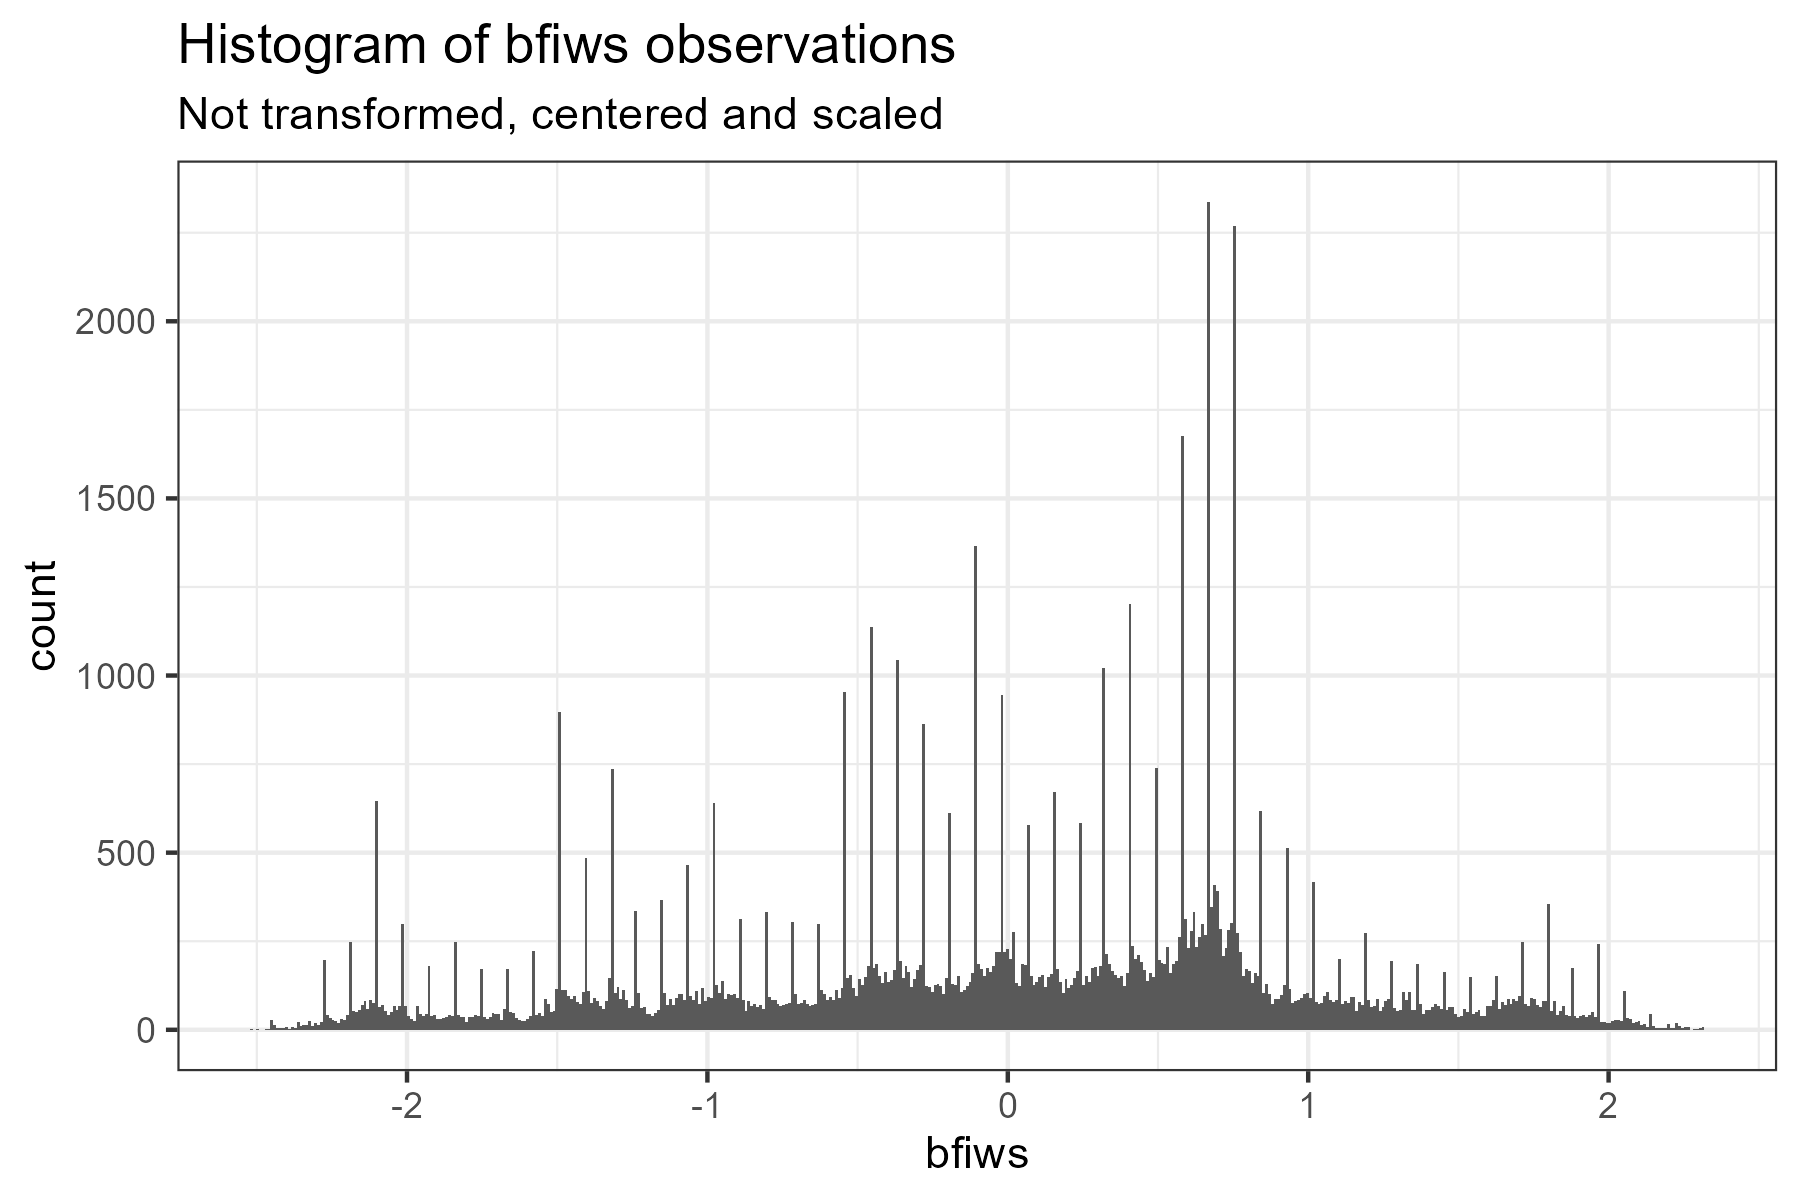 Histogram of bfiws observations
Not transformed, centered and scaled
count
2000
1500
1000
500
0
-2
-1
0
1
2
bfiws